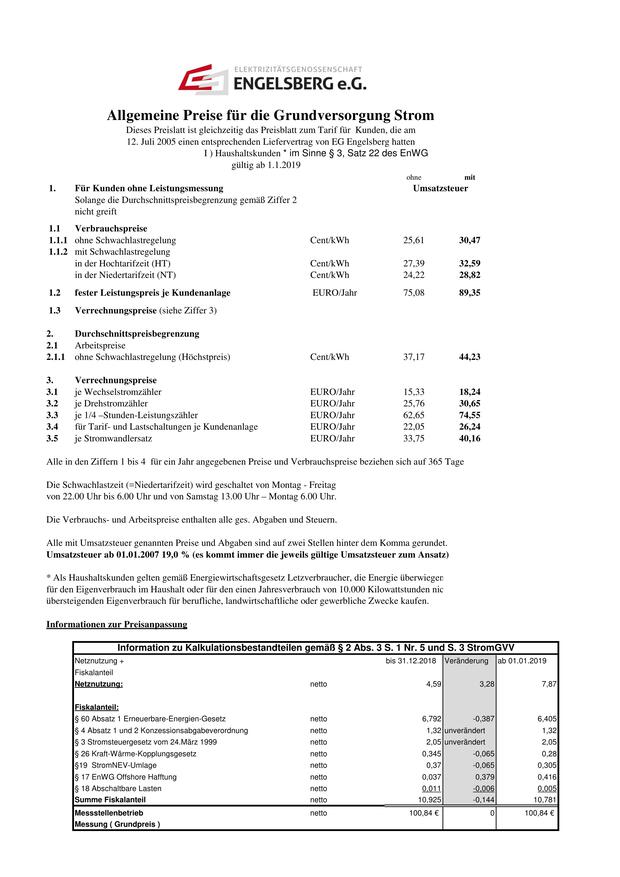 ELEKTRIZITÄTSGENOSSENSCHAFT
ENGELSBERG e.G.
Allgemeine Preise für die Grundversorgung Strom
Dieses Preislatt ist gleichzeitig das Preisblatt zum Tarif für Kunden, die am
12. Juli 2005 einen entsprechenden Liefervertrag von EG Engelsberg hatten
I ) Haushaltskunden * im Sinne § 3, Satz 22 des EnWG
gültig ab 1.1.2019
ohne mit
1. Für Kunden ohne Leistungsmessung Umsatzsteuer
Solange die Durchschnittspreisbegrenzung gemäß Ziffer 2
nicht greift
1.1 Verbrauchspreise
1.1.1 ohne Schwachlastregelung Cent/kWh 25,61 30,47
1.1.2 mit Schwachlastregelung
in der Hochtarifzeit (HT) Cent/kWh 27,39 32,59
in der Niedertarifzeit (NT) Cent/kWh 24,22 28,82
1.2 fester Leistungspreis je Kundenanlage EURO/Jahr 75,08 89,35
1.3 Verrechnungspreise (siehe Ziffer 3)
2. Durchschnittspreisbegrenzung
2.1 Arbeitspreise
2.1.1 ohne Schwachlastregelung (Höchstpreis) Cent/kWh 37,17 44,23
3. Verrechnungspreise
3.1 je Wechselstromzähler EURO/Jahr 15,33 18,24
3.2 je Drehstromzähler EURO/Jahr 25,76 30,65
3.3 je 1/4 –Stunden-Leistungszähler EURO/Jahr 62,65 74,55
3.4 für Tarif- und Lastschaltungen je Kundenanlage EURO/Jahr 22,05 26,24
3.5 je Stromwandlersatz EURO/Jahr 33,75 40,16
Alle in den Ziffern 1 bis 4 für ein Jahr angegebenen Preise und Verbrauchspreise beziehen sich auf 365 Tage
Die Schwachlastzeit (=Niedertarifzeit) wird geschaltet von Montag - Freitag
von 22.00 Uhr bis 6.00 Uhr und von Samstag 13.00 Uhr – Montag 6.00 Uhr.
Die Verbrauchs- und Arbeitspreise enthalten alle ges. Abgaben und Steuern.
Alle mit Umsatzsteuer genannten Preise und Abgaben sind auf zwei Stellen hinter dem Komma gerundet.
Umsatzsteuer ab 01.01.2007 19,0 % (es kommt immer die jeweils gültige Umsatzsteuer zum Ansatz)
* Als Haushaltskunden gelten gemäß Energiewirtschaftsgesetz Letzverbraucher, die Energie überwiegen
für den Eigenverbrauch im Haushalt oder für den einen Jahresverbrauch von 10.000 Kilowattstunden nic
übersteigenden Eigenverbrauch für berufliche, landwirtschaftliche oder gewerbliche Zwecke kaufen.
Informationen zur Preisanpassung
Information zu Kalkulationsbestandteilen gemäß § 2 Abs. 3 S. 1 Nr. 5 und S. 3 StromGVV
Netznutzung + bis 31.12.2018 Veränderung ab 01.01.2019
Fiskalanteil
Netznutzung: netto 4,59 3,28 7,87
Fiskalanteil:
§ 60 Absatz 1 Erneuerbare-Energien-Gesetz netto 6,792 -0,387 6,405
§ 4 Absatz 1 und 2 Konzessionsabgabeverordnung netto 1,32 unverändert 1,32
§ 3 Stromsteuergesetz vom 24.März 1999 netto 2,05 unverändert 2,05
§ 26 Kraft-Wärme-Kopplungsgesetz netto 0,345 -0,065 0,28
§19 StromNEV-Umlage netto 0,37 -0,065 0,305
§ 17 EnWG Offshore Hafftung netto 0,037 0,379 0,416
§ 18 Abschaltbare Lasten netto 0,011 -0,006 0,005
Summe Fiskalanteil netto 10,925 -0,144 10,781
Messstellenbetrieb netto 100,84 € 0 100,84 €
Messung ( Grundpreis )